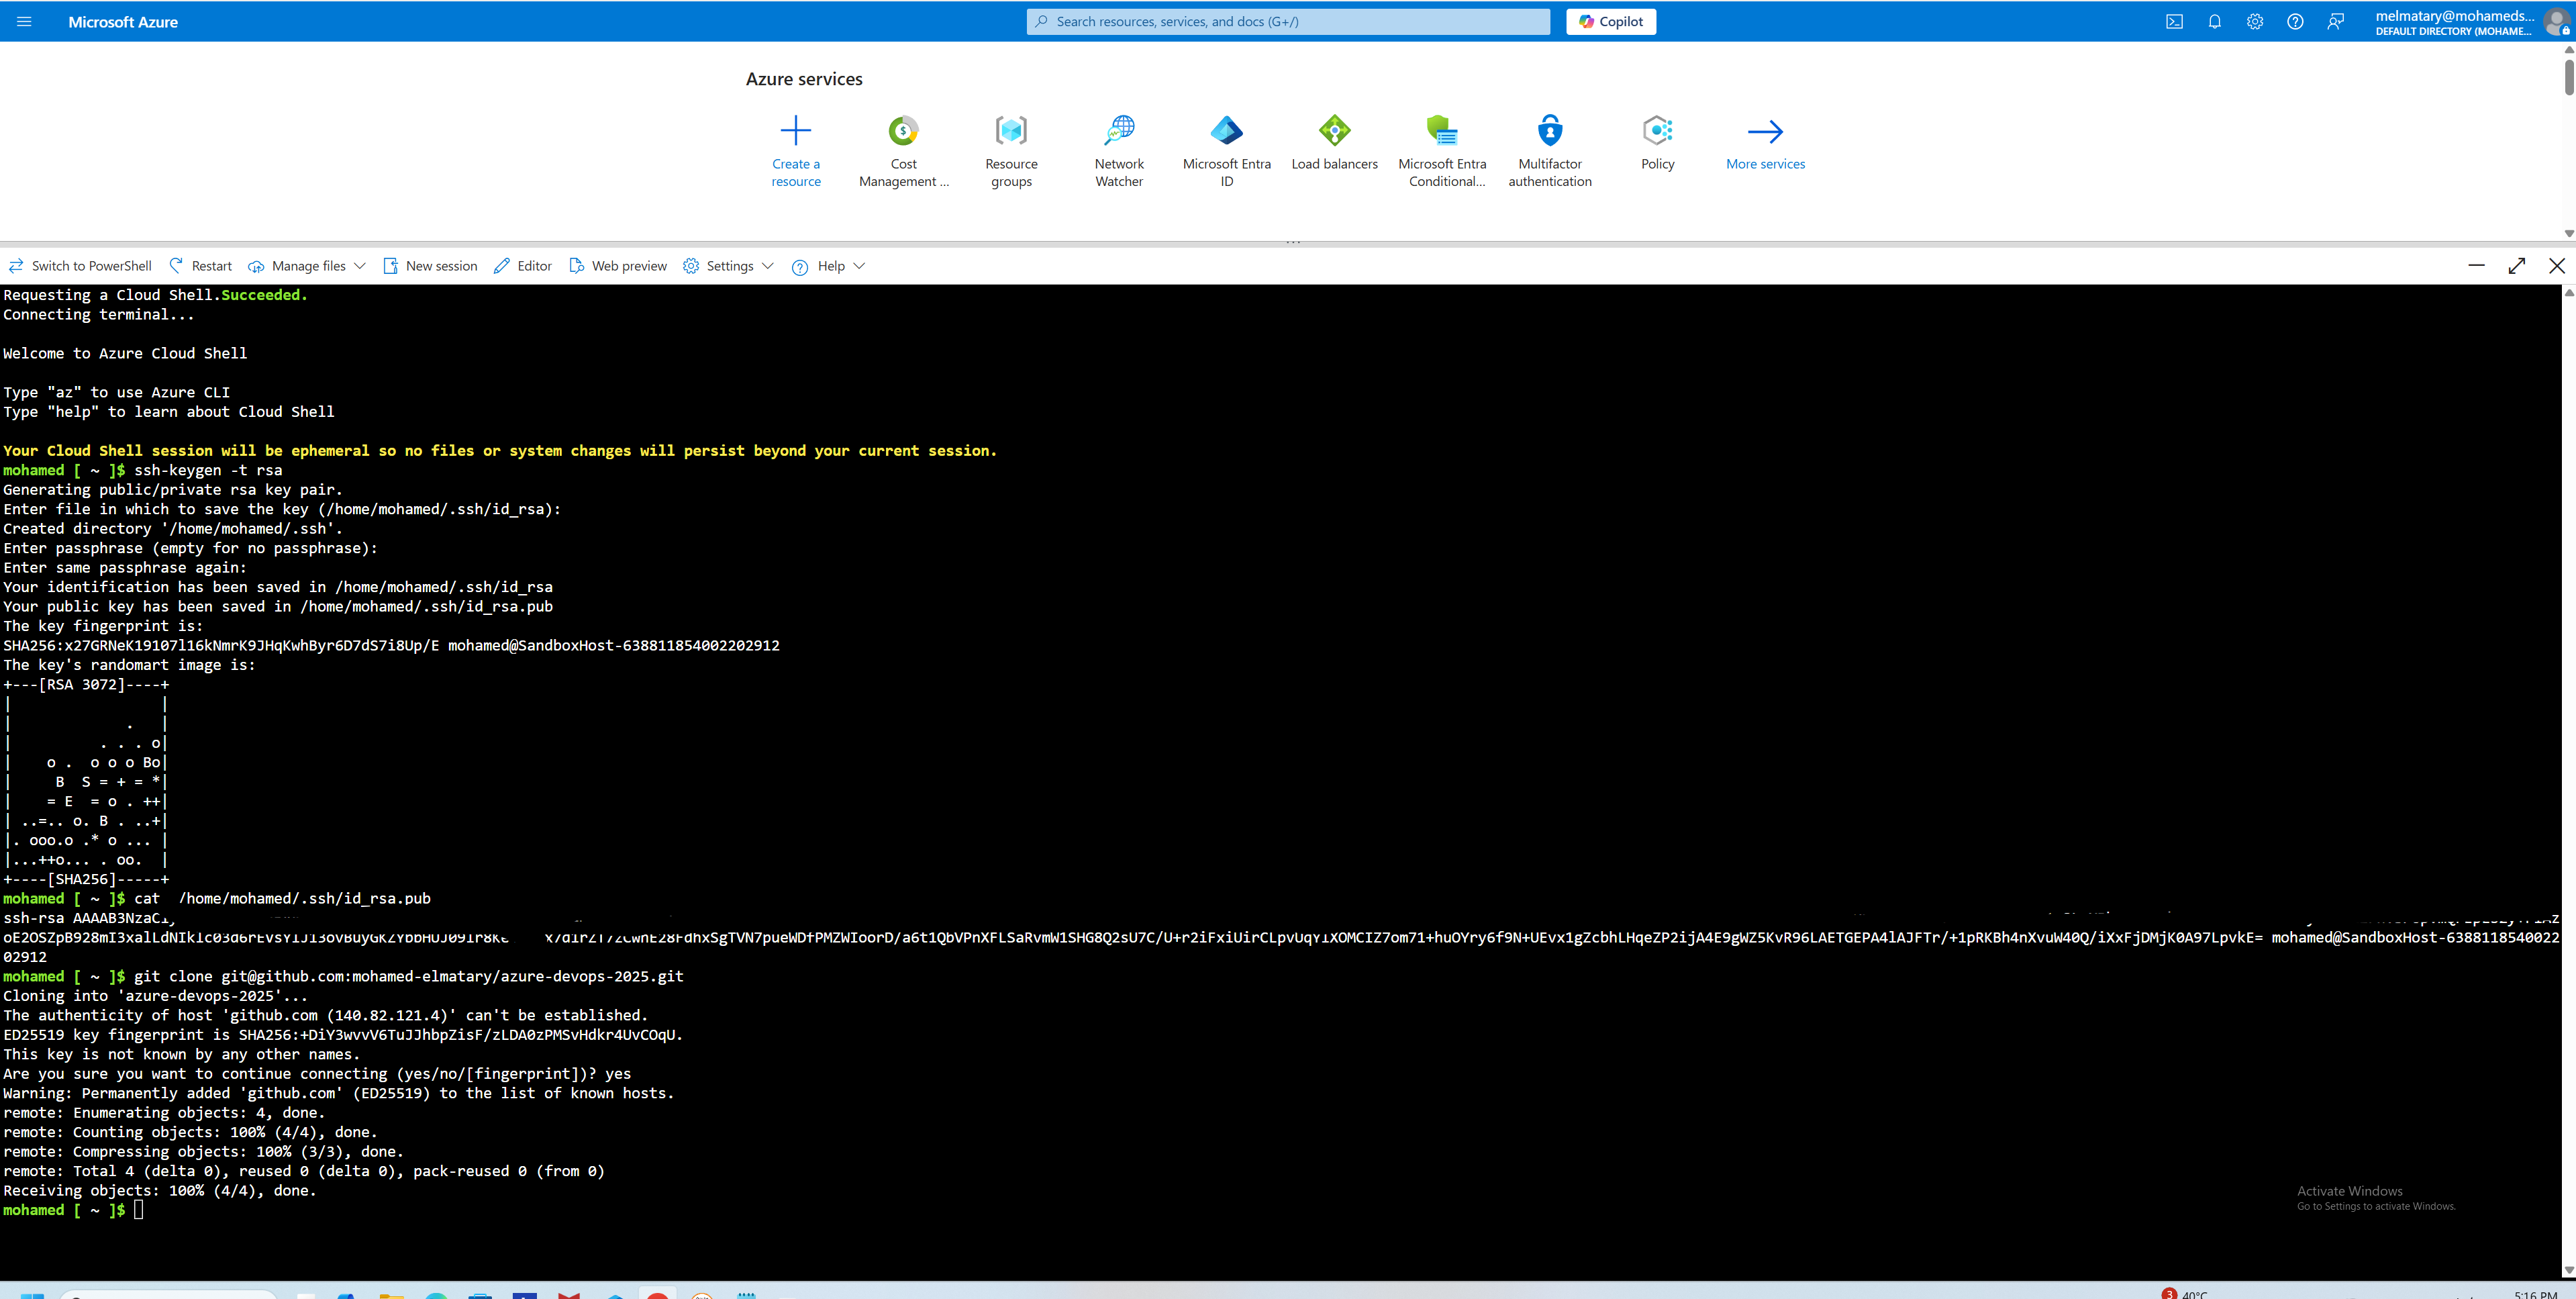 Microsoft Azure
Search resources, services, and docs (G+/)
Copilot
melmatary@mohameds...
DEFAULT DIRECTORY (MOHAME...
Azure services
Create a resource
Cost Management ...
Resource groups
Network Watcher
Microsoft Entra ID
Load balancers
Microsoft Entra Conditional...
Multifactor authentication
Policy
More services
Switch to PowerShell
Restart
Manage files
New session
Editor
Web preview
Settings
Help
Requesting a Cloud Shell.Succeeded.
Connecting terminal...
Welcome to Azure Cloud Shell
Type "az" to use Azure CLI
Type "help" to learn about Cloud Shell
Your Cloud Shell session will be ephemeral so no files or system changes will persist beyond your current session.
mohamed [ ~ ]$ ssh-keygen -t rsa
Generating public/private rsa key pair.
Enter file in which to save the key (/home/mohamed/.ssh/id_rsa):
Created directory '/home/mohamed/.ssh'.
Enter passphrase (empty for no passphrase):
Enter same passphrase again:
Your identification has been saved in /home/mohamed/.ssh/id_rsa
Your public key has been saved in /home/mohamed/.ssh/id_rsa.pub
The key fingerprint is:
SHA256:x27GRNeK19107l16kNmrK9JHqKwhByr6D7dS7i8Up/E mohamed@SandboxHost-638811854002202912
The key's randomart image is:
+---[RSA 3072]----+
|                 |
|             .   |
|          . . . o|
|    o .  o o o Bo|
|     B  S = + = *|
|    = E  = o . ++|
| ..=.. o. B . ..+|
|. ooo.o .* o ... |
|...++o... . oo.  |
+----[SHA256]-----+
mohamed [ ~ ]$ cat  /home/mohamed/.ssh/id_rsa.pub
ssh-rsa
mohamed@SandboxHost-6388118540022
02912
mohamed [ ~ ]$ git clone git@github.com:mohamed-elmatary/azure-devops-2025.git
Cloning into 'azure-devops-2025'...
The authenticity of host 'github.com (140.82.121.4)' can't be established.
ED25519 key fingerprint is SHA256:+DiY3wvvV6TuJJhbpZisF/zLDA0zPMSvHdkr4UvCOqU.
This key is not known by any other names.
Are you sure you want to continue connecting (yes/no/[fingerprint])? yes
Warning: Permanently added 'github.com' (ED25519) to the list of known hosts.
remote: Enumerating objects: 4, done.
remote: Counting objects: 100% (4/4), done.
remote: Compressing objects: 100% (3/3), done.
remote: Total 4 (delta 0), reused 0 (delta 0), pack-reused 0 (from 0)
Receiving objects: 100% (4/4), done.
mohamed [ ~ ]$
Activate Windows
Go to Settings to activate Windows.
3
40°C
5:16 PM